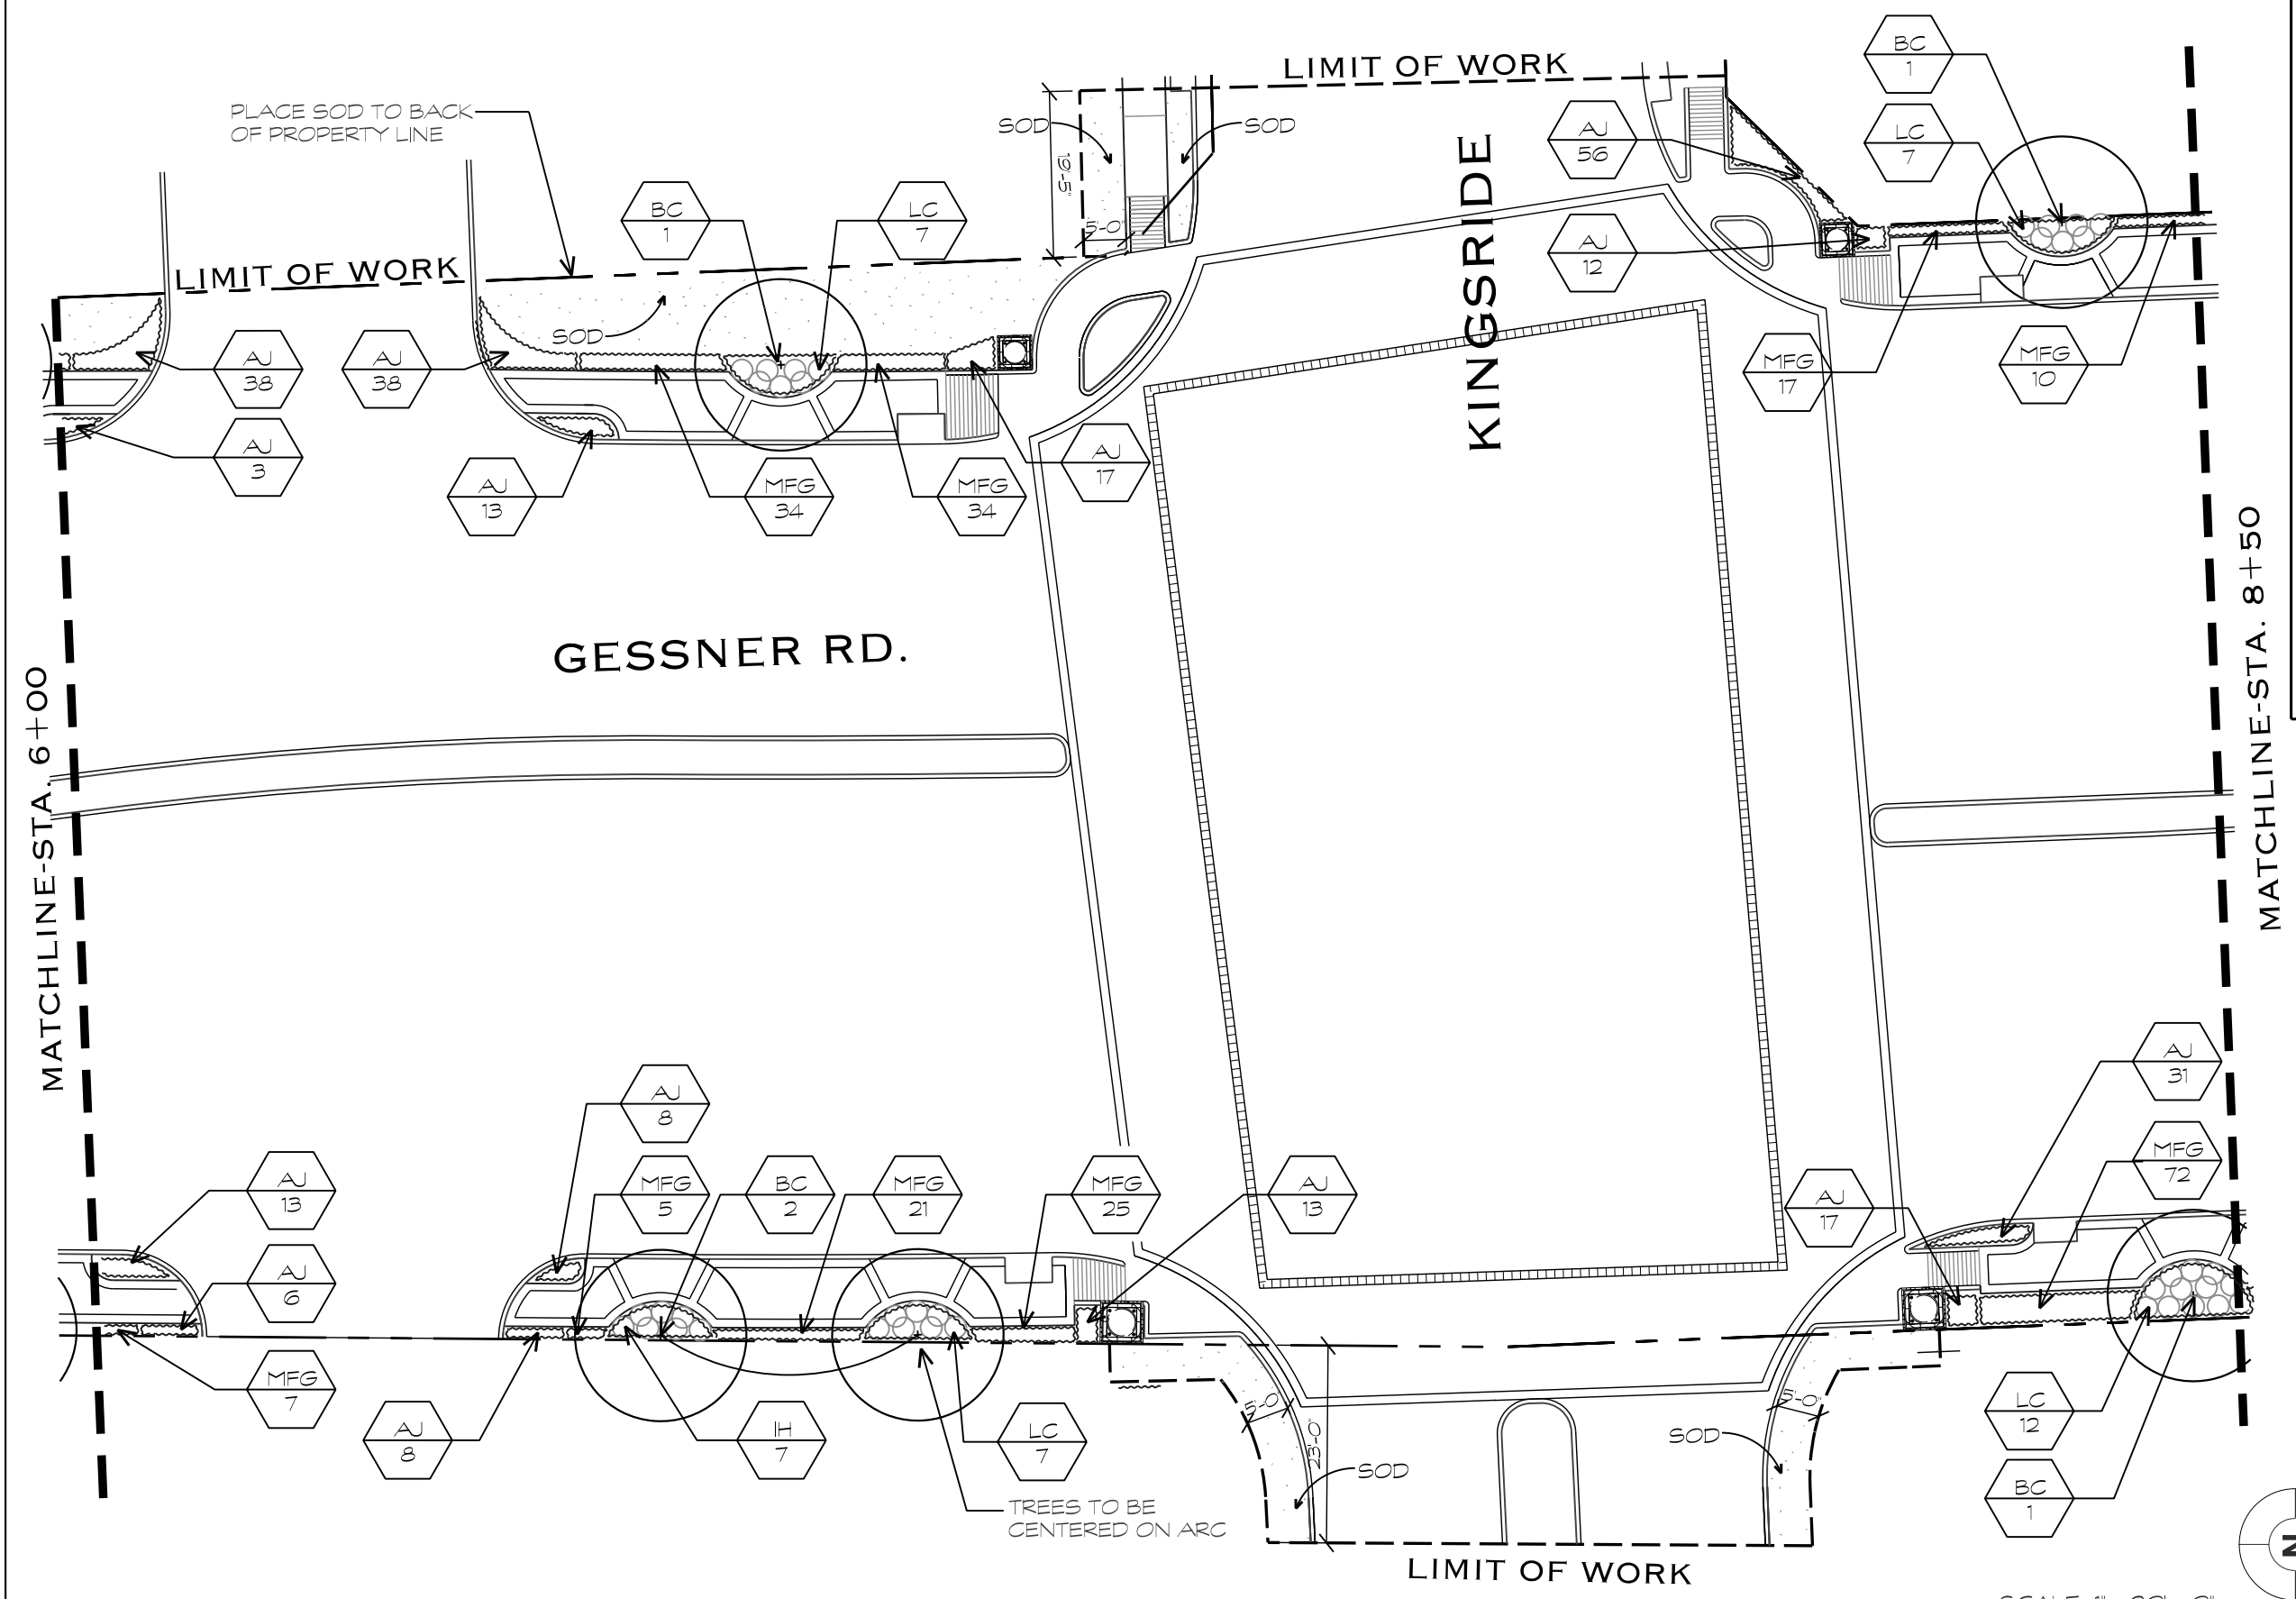 LIMIT OF WORK
BC
1
PLACE SOD TO BACK
OF PROPERTY LINE
SOD
SOD
AJ
56
LC
7
19'-5"
BC
1
LC
7
5'-0"
AJ
12
KINGSRIDE
LIMIT OF WORK
SOD
AJ
38
AJ
38
MFG
17
MFG
10
AJ
3
AJ
13
MFG
34
MFG
34
AJ
17
GESSNER RD.
MATCHLINE-STA. 6+00
MATCHLINE-STA. 8+50
AJ
31
AJ
8
MFG
72
AJ
13
MFG
5
BC
2
MFG
21
MFG
25
AJ
13
AJ
17
AJ
6
MFG
7
AJ
8
IH
7
LC
7
5'-0"
23'-0"
5'-0"
SOD
SOD
LC
12
BC
1
TREES TO BE
CENTERED ON ARC
LIMIT OF WORK
N